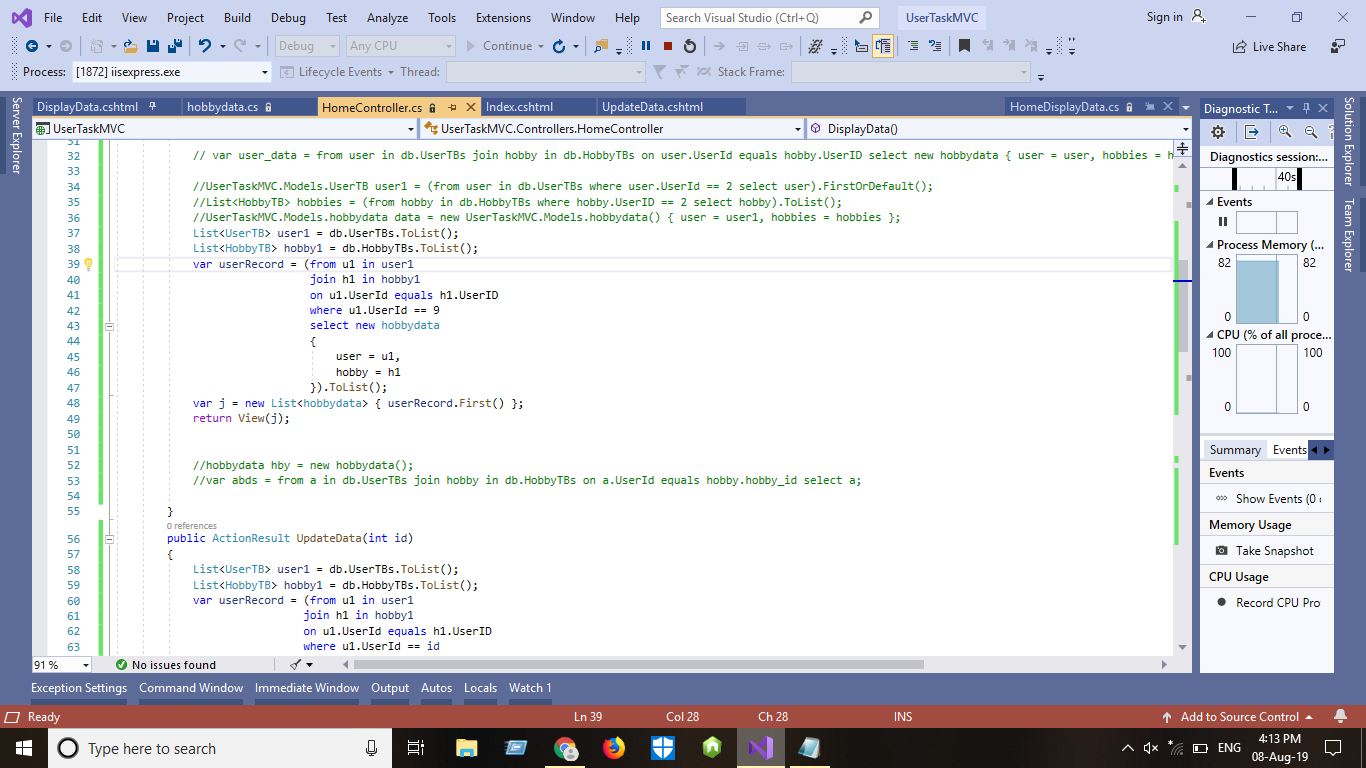 File Edit View Project Build Debug Test Analyze Tools Extensions Window Help Search Visual Studio (Ctrl+Q) UserTaskMVC Sign in
Debug Any CPU Continue Live Share
Process: [1872] iisexpress.exe Lifecycle Events Thread: Stack Frame:
DisplayData.cshtml hobbydata.cs HomeController.cs Index.cshtml UpdateData.cshtml HomeDisplayData.cs
UserTaskMVC UserTaskMVC.Controllers.HomeController DisplayData()
31
32 // var user_data = from user in db.UserTBs join hobby in db.HobbyTBs on user.UserId equals hobby.UserID select new hobbydata { user = user, hobbies = h
33
34 //UserTaskMVC.Models.UserTB user1 = (from user in db.UserTBs where user.UserId == 2 select user).FirstOrDefault();
35 //List<HobbyTB> hobbies = (from hobby in db.HobbyTBs where hobby.UserID == 2 select hobby).ToList();
36 //UserTaskMVC.Models.hobbydata data = new UserTaskMVC.Models.hobbydata() { user = user1, hobbies = hobbies };
37 List<UserTB> user1 = db.UserTBs.ToList();
38 List<HobbyTB> hobby1 = db.HobbyTBs.ToList();
39 var userRecord = (from u1 in user1
40 join h1 in hobby1
41 on u1.UserId equals h1.UserID
42 where u1.UserId == 9
43 select new hobbydata
44 {
45 user = u1,
46 hobby = h1
47 }).ToList();
48 var j = new List<hobbydata> { userRecord.First() };
49 return View(j);
50
51
52 //hobbydata hby = new hobbydata();
53 //var abds = from a in db.UserTBs join hobby in db.HobbyTBs on a.UserId equals hobby.hobby_id select a;
54
55 }
0 references
56 public ActionResult UpdateData(int id)
57 {
58 List<UserTB> user1 = db.UserTBs.ToList();
59 List<HobbyTB> hobby1 = db.HobbyTBs.ToList();
60 var userRecord = (from u1 in user1
61 join h1 in hobby1
62 on u1.UserId equals h1.UserID
63 where u1.UserId == id
91 % No issues found
Server Explorer
Diagnostic T...
Diagnostics session:...
40s
Events
Process Memory (...
82 82
0 0
CPU (% of all proce...
100 100
0 0
Summary Events
Events
Show Events (0
Memory Usage
Take Snapshot
CPU Usage
Record CPU Pro
Solution Explorer
Team Explorer
Exception Settings Command Window Immediate Window Output Autos Locals Watch 1
Ready Ln 39 Col 28 Ch 28 INS Add to Source Control
Type here to search ENG 4:13 PM
08-Aug-19